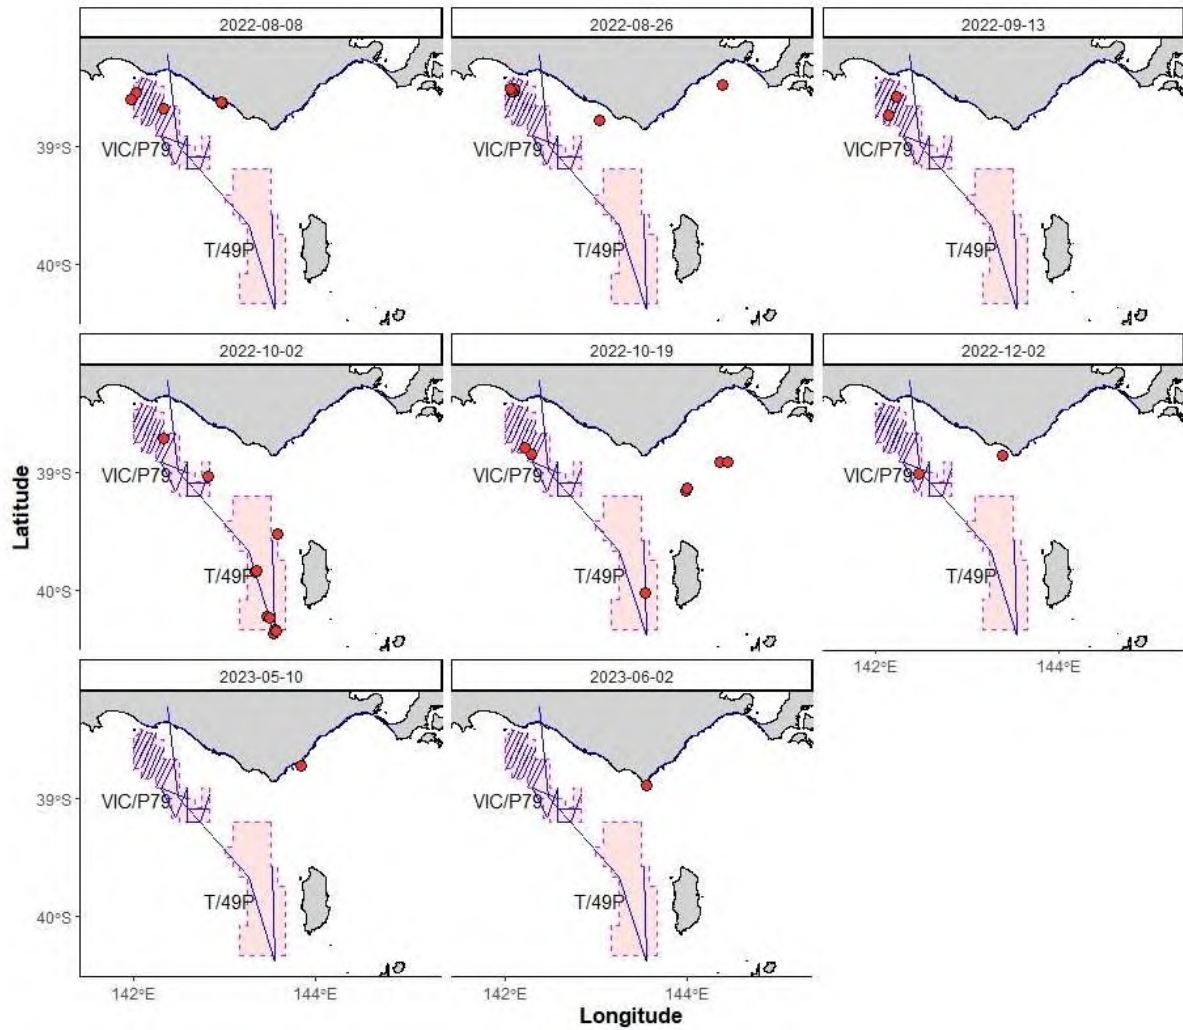 2022-08-08
2022-08-26
2022-09-13
39°S
VIC/P79
VIC/P79
VIC/P79
40°S
T/49P
T/49P
T/49P
2022-10-02
2022-10-19
2022-12-02
Latitude
39°S
VIC/P79
VIC/P79
VIC/P79
40°S
T/49P
T/49P
T/49P
142°E
144°E
2023-05-10
2023-06-02
39°S
VIC/P79
VIC/P79
40°S
T/49P
T/49P
142°E
144°E
142°E
144°E
Longitude